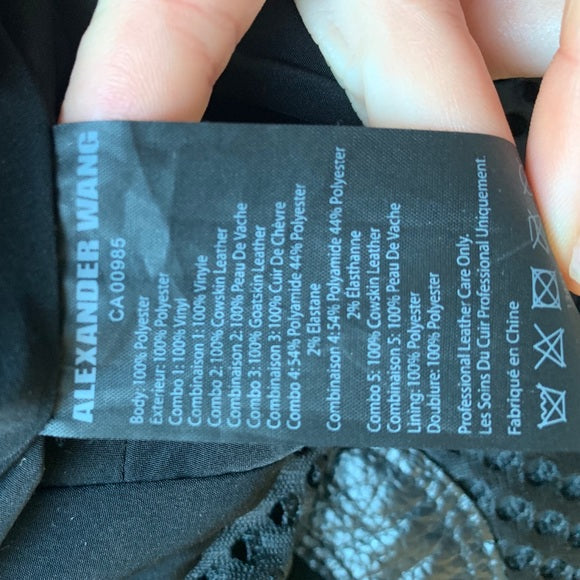 ALEXANDER WANG
CA 00985
Body: 100% Polyester
Exterieur: 100% Polyester
Combo 1: 100% Vinyl
Combinaison 1: 100% Vinyle
Combo 2: 100% Cowskin Leather
Combinaison 2: 100% Peau De Vache
Combo 3: 100% Goatskin Leather
Combinaison 3: 100% Cuir De Chèvre
Combo 4: 54% Polyamide 44% Polyester
2% Elastane
Combinaison 4: 54% Polyamide 44% Polyester
2% Élasthanne
Combo 5: 100% Cowskin Leather
Combinaison 5: 100% Peau De Vache
Lining: 100% Polyester
Doublure: 100% Polyester
Professional Leather Care Only.
Les Soins Du Cuir Professional Uniquement.
Fabriqué en Chine